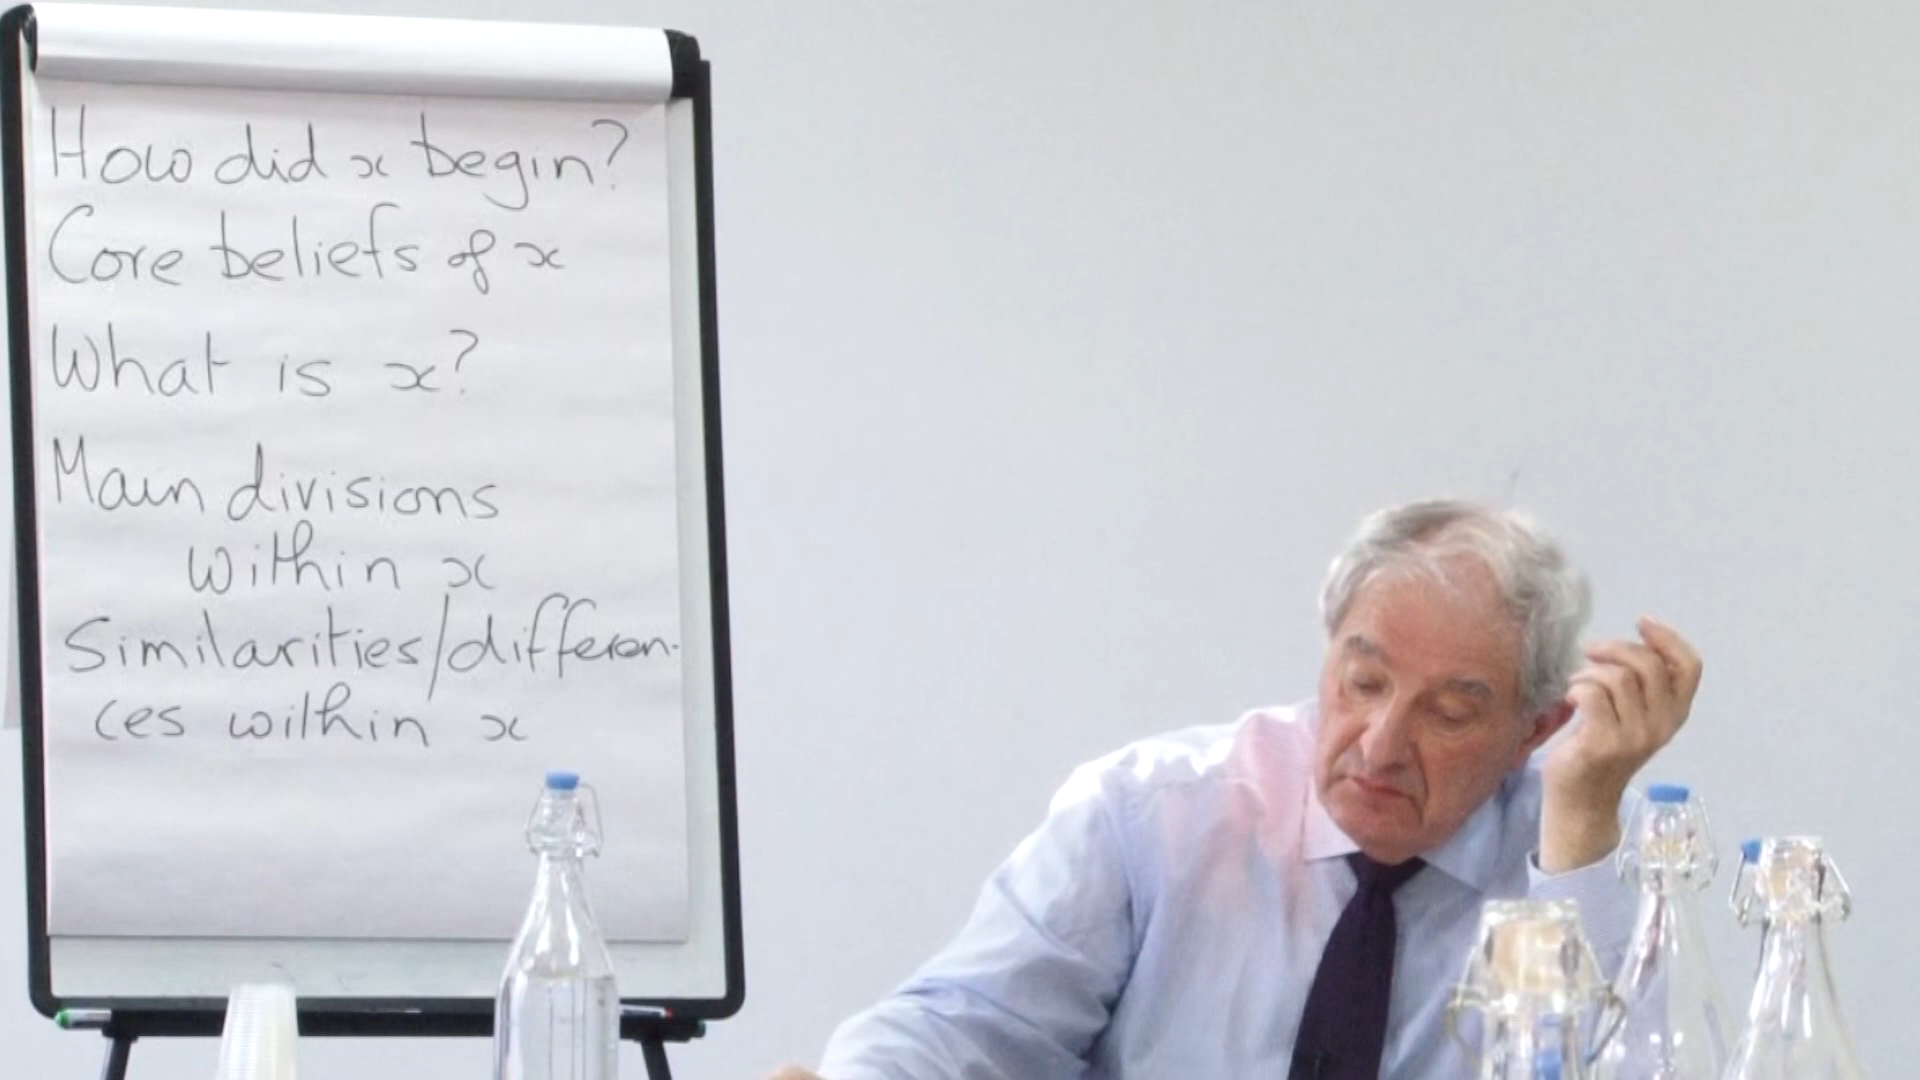 How did x begin?
Core beliefs of x
What is x?
Main divisions
within x
Similarities/differen-
ces within x